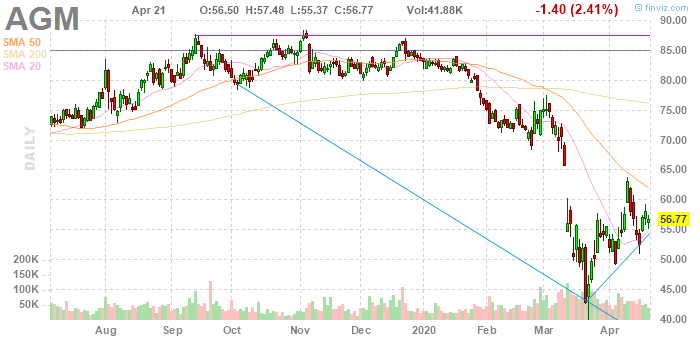 AGM Apr 21 O:56.50 H:57.48 L:55.37 C:56.77 Vol:41.88K -1.40 (2.41%)
© finviz.com
SMA 50
SMA 200
SMA 20
DAILY
90.00
85.00
80.00
75.00
70.00
65.00
60.00
56.77
55.00
50.00
45.00
40.00
200K
150K
100K
50K
Aug Sep Oct Nov Dec 2020 Feb Mar Apr